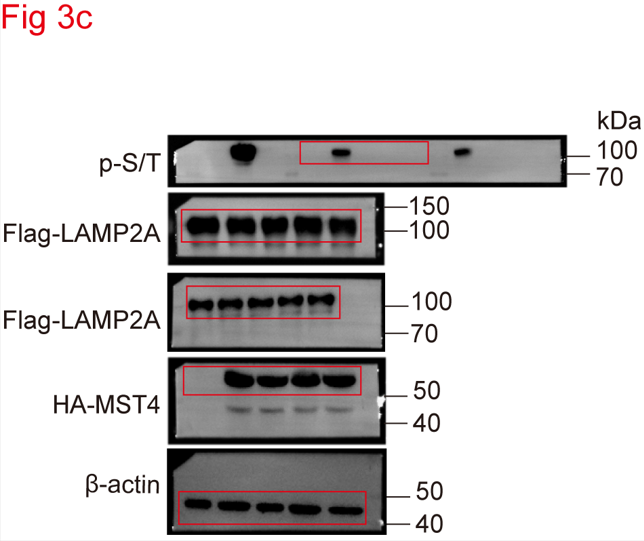 Fig 3c
kDa
p-S/T
100
70
Flag-LAMP2A
150
100
Flag-LAMP2A
100
70
HA-MST4
50
40
β-actin
50
40